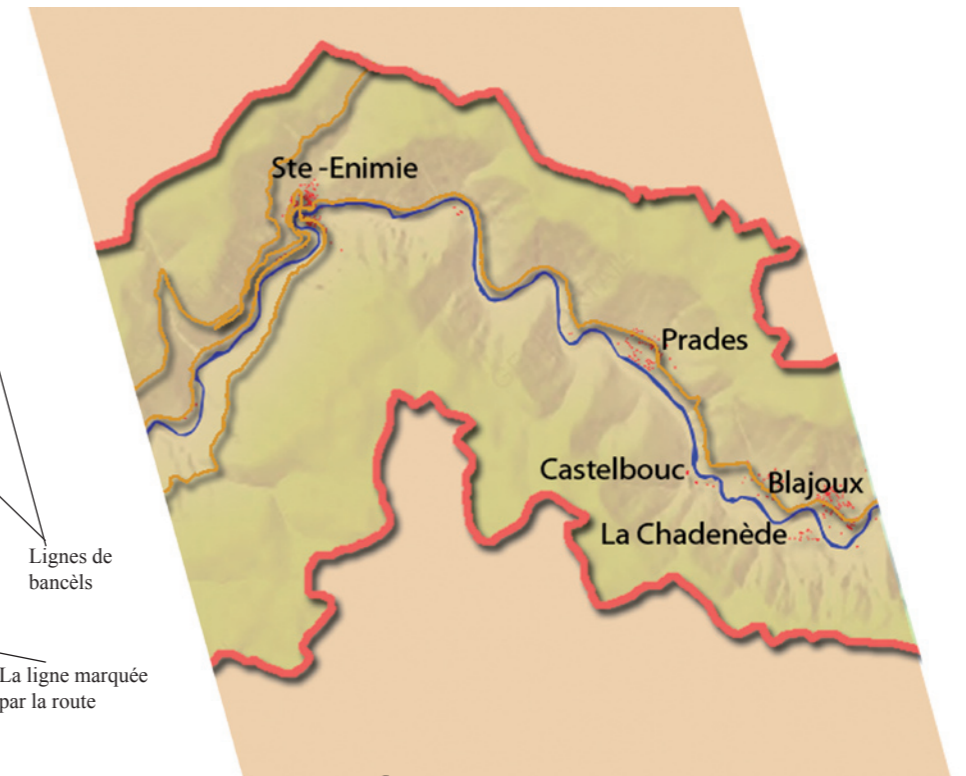 Ste -Enimie
Prades
Castelbouc
Blajoux
La Chadenède
Lignes de
bancèls
La ligne marquée
par la route